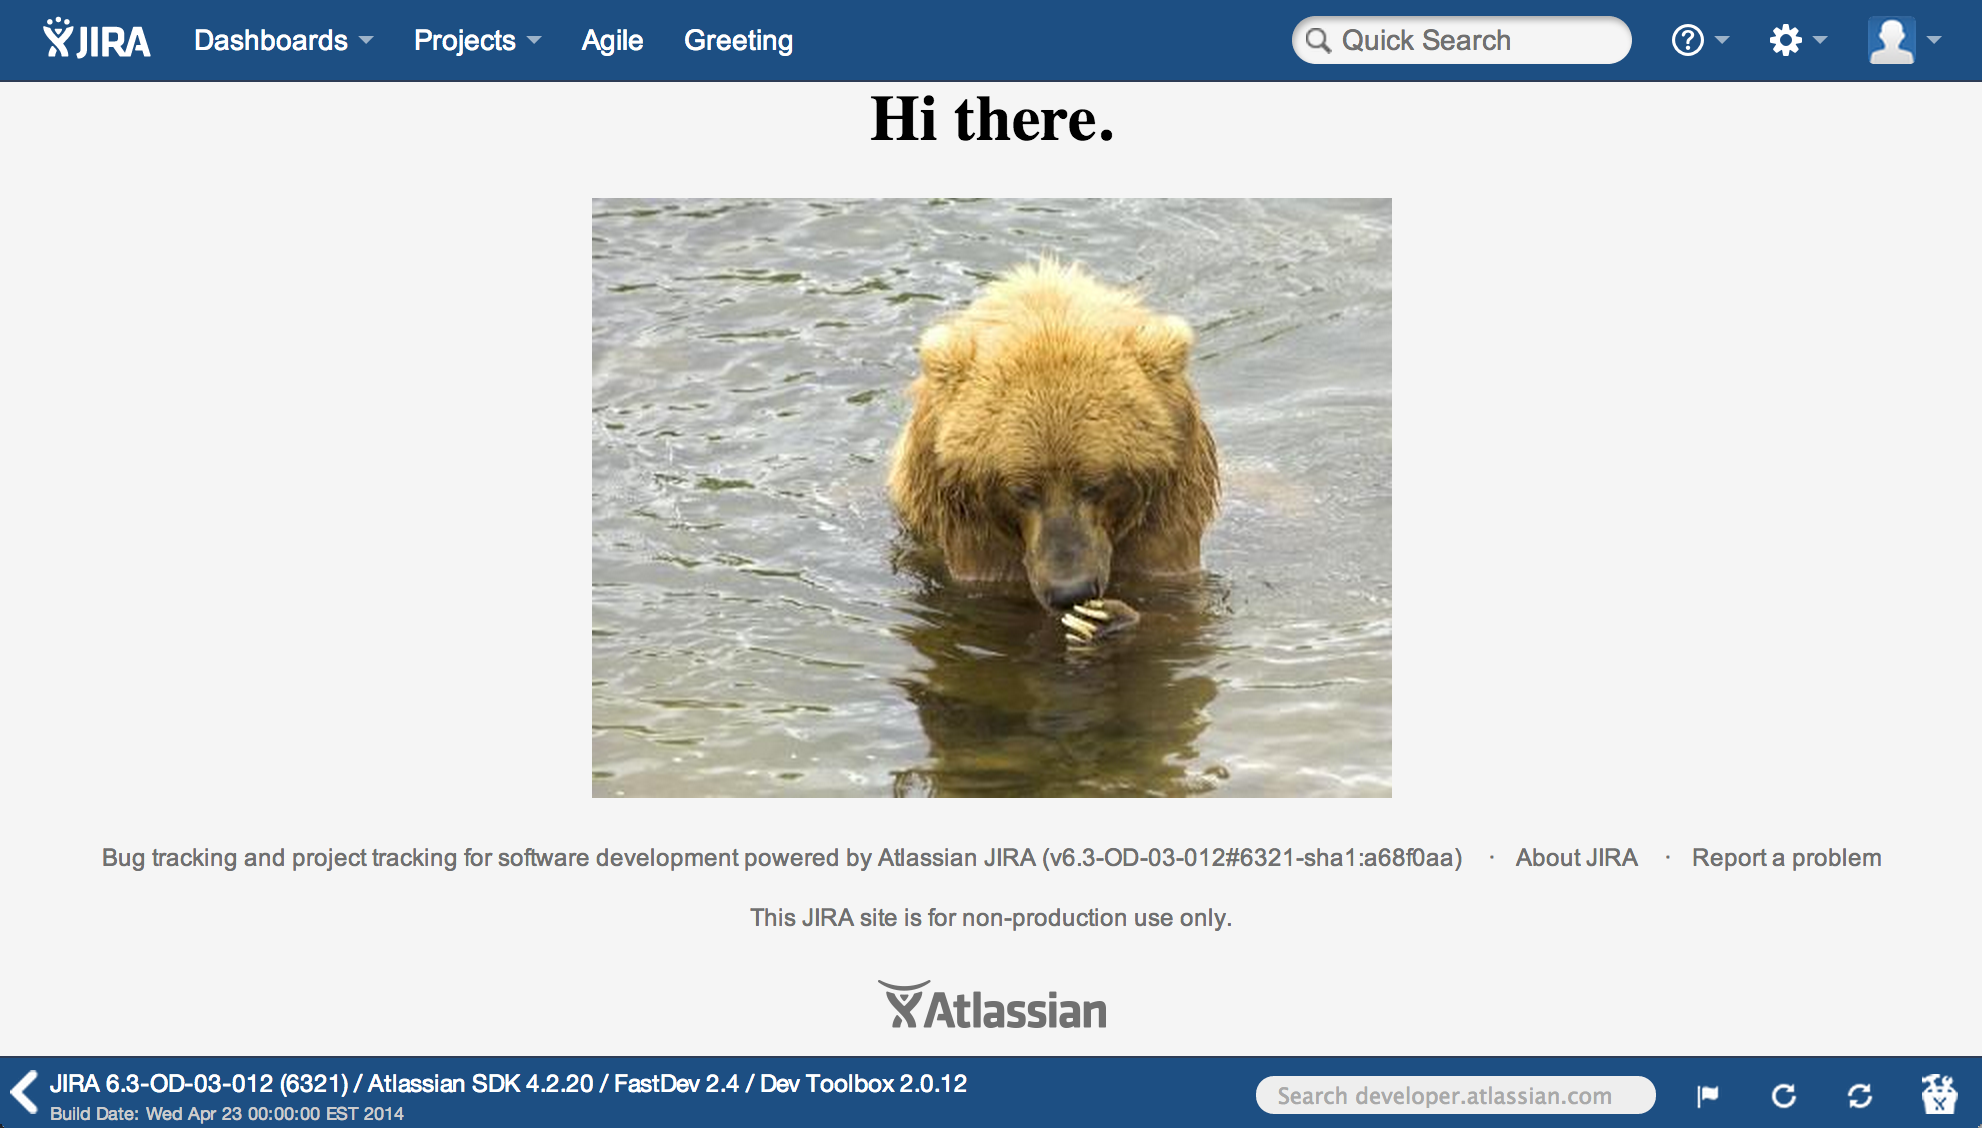 JIRA Dashboards Projects Agile Greeting Quick Search
Hi there.
Bug tracking and project tracking for software development powered by Atlassian JIRA (v6.3-OD-03-012#6321-sha1:a68f0aa) · About JIRA · Report a problem
This JIRA site is for non-production use only.
Atlassian
JIRA 6.3-OD-03-012 (6321) / Atlassian SDK 4.2.20 / FastDev 2.4 / Dev Toolbox 2.0.12
Build Date: Wed Apr 23 00:00:00 EST 2014
Search developer.atlassian.com